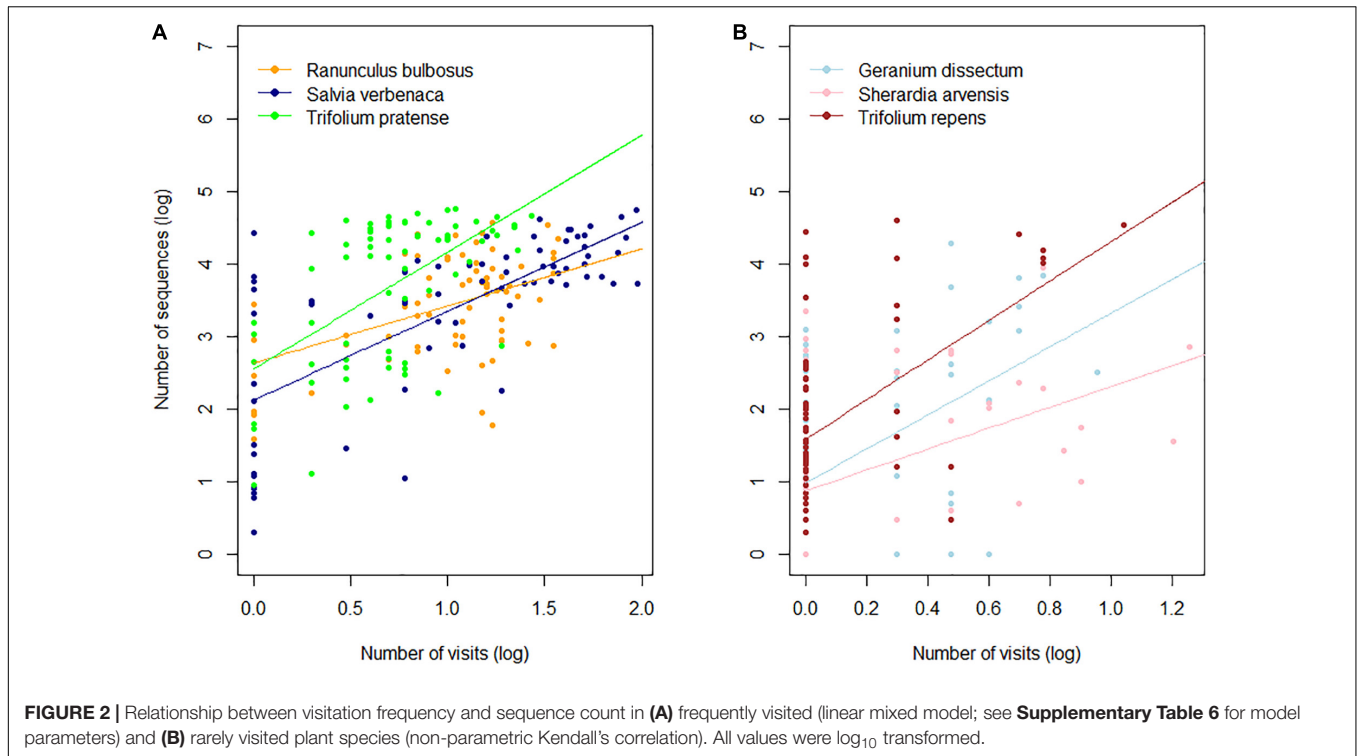 A
Ranunculus bulbosus
Salvia verbenaca
Trifolium pratense
Number of sequences (log)
7
6
5
4
3
2
1
0
0.0 0.5 1.0 1.5 2.0
Number of visits (log)
B
Geranium dissectum
Sherardia arvensis
Trifolium repens
7
6
5
4
3
2
1
0
0.0 0.2 0.4 0.6 0.8 1.0 1.2
Number of visits (log)
FIGURE 2 | Relationship between visitation frequency and sequence count in (A) frequently visited (linear mixed model; see Supplementary Table 6 for model
parameters) and (B) rarely visited plant species (non-parametric Kendall's correlation). All values were log10 transformed.